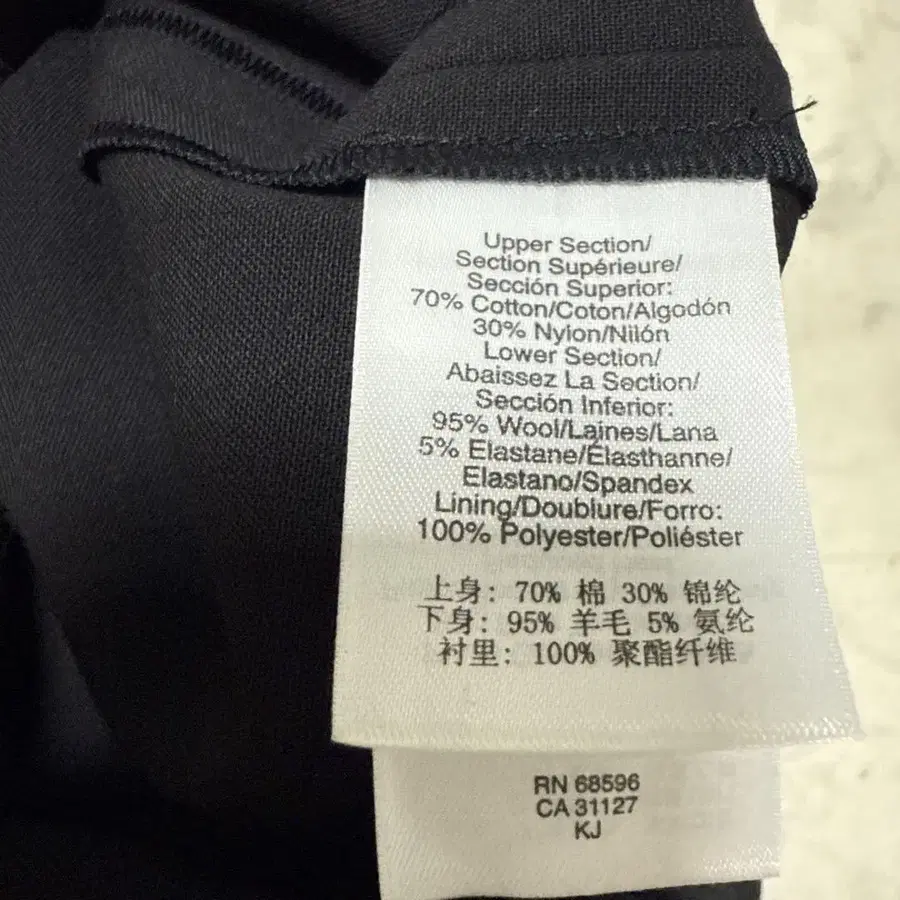 Upper Section/
Section Supérieure/
Sección Superior:
70% Cotton/Coton/Algodón
30% Nylon/Nilón
Lower Section/
Abaissez La Section/
Sección Inferior:
95% Wool/Laines/Lana
5% Elastane/Élasthanne/
Elastano/Spandex
Lining/Doublure/Forro:
100% Polyester/Poliéster
上身: 70% 棉 30% 锦纶
下身: 95% 羊毛 5% 氨纶
衬里: 100% 聚酯纤维
RN 68596
CA 31127
KJ